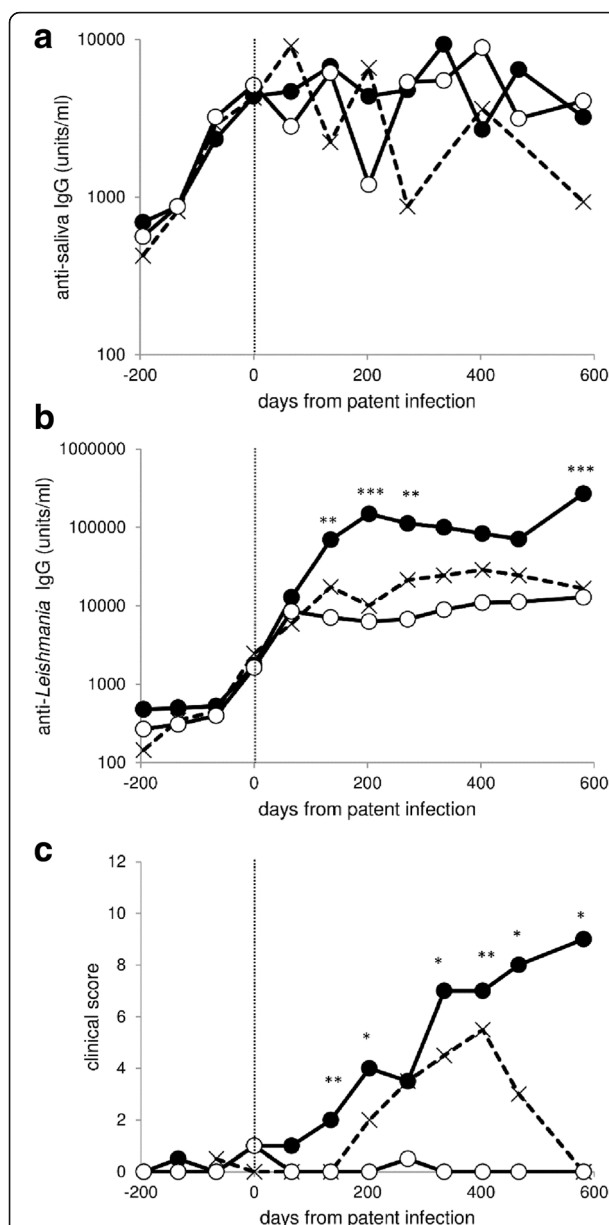 a
10000
1000
100
anti-saliva IgG (units/ml)
-200 0 200 400 600
days from patent infection
b
1000000
100000
10000
1000
100
anti-Leishmania IgG (units/ml)
** *** ** ***
-200 0 200 400 600
days from patent infection
c
12
10
8
6
4
2
0
clinical score
** * * ** * *
-200 0 200 400 600
days from patent infection